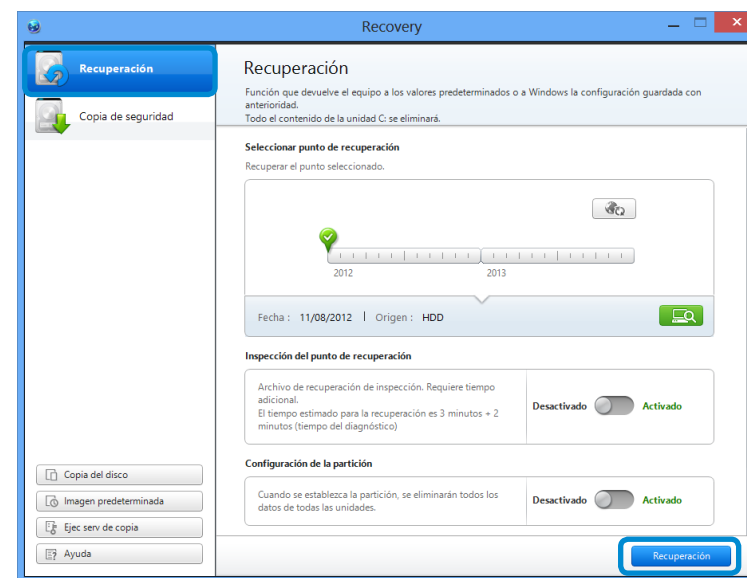 Recovery
Recuperación
Copia de seguridad
Copia del disco
Imagen predeterminada
Ejec serv de copia
Ayuda
Recuperación
Función que devuelve el equipo a los valores predeterminados o a Windows la configuración guardada con
anterioridad.
Todo el contenido de la unidad C: se eliminará.
Seleccionar punto de recuperación
Recuperar el punto seleccionado.
2012 2013
Fecha : 11/08/2012 | Origen : HDD
Inspección del punto de recuperación
Archivo de recuperación de inspección. Requiere tiempo
adicional.
El tiempo estimado para la recuperación es 3 minutos + 2
minutos (tiempo del diagnóstico)
Desactivado Activado
Configuración de la partición
Cuando se establezca la partición, se eliminarán todos los
datos de todas las unidades.
Desactivado Activado
Recuperación